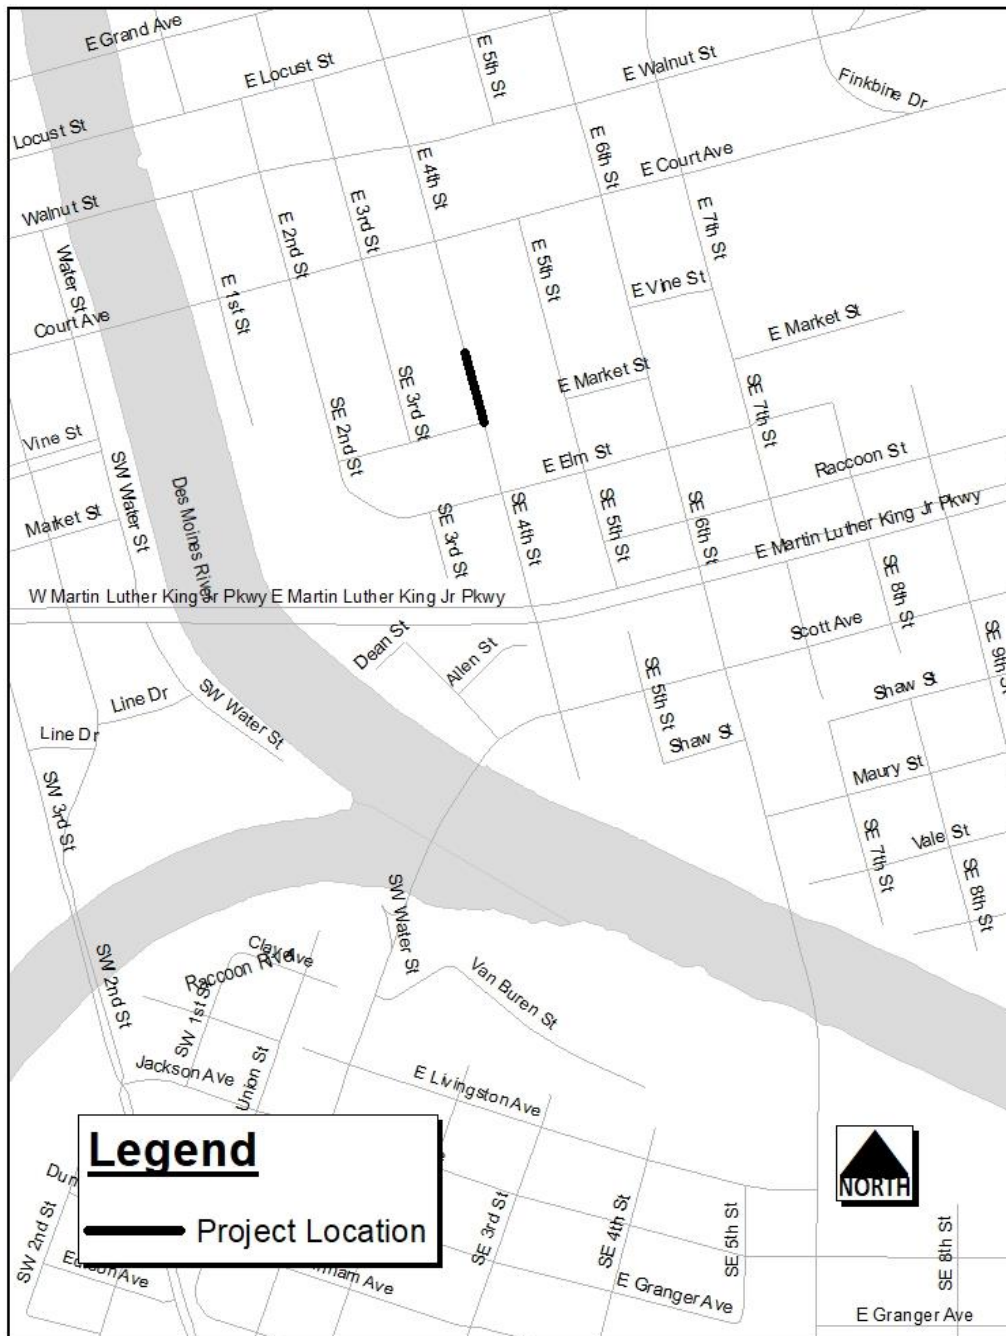 E Grand Ave
E 5th St
E Walnut St
E Locust St
Finkbine Dr
Locust St
E 6th St
E Court Ave
E 4th St
Walnut St
E 3rd St
E 7th St
E 2nd St
Water St
E 5th St
E 1st St
E Vine St
Court Ave
E Market St
SE 3rd St
E Market St
SE 7th St
SE 2nd St
Vine St
E Elm St
Raccoon St
SW Water St
Des Moines River
Market St
SE 3rd St
SE 4th St
SE 5th St
SE 6th St
E Martin Luther King Jr Pkwy
SE 8th St
W Martin Luther King Jr Pkwy E Martin Luther King Jr Pkwy
Scott Ave
Dean St
Allen St
SE 9th St
SE 5th St
Shaw St
Line Dr
SW Water St
Line Dr
Shaw St
Maury St
SW 3rd St
SE 7th St
Vale St
SE 8th St
SW Water St
Clay Ave
Raccoon River
SW 2nd St
Van Buren St
SW 1st St
Jackson Ave
Union St
E Livingston Ave
Legend
Project Location
NORTH
SW 2nd St
SE 3rd St
SE 4th St
SE 5th St
SE 8th St
E Granger Ave
E Granger Ave